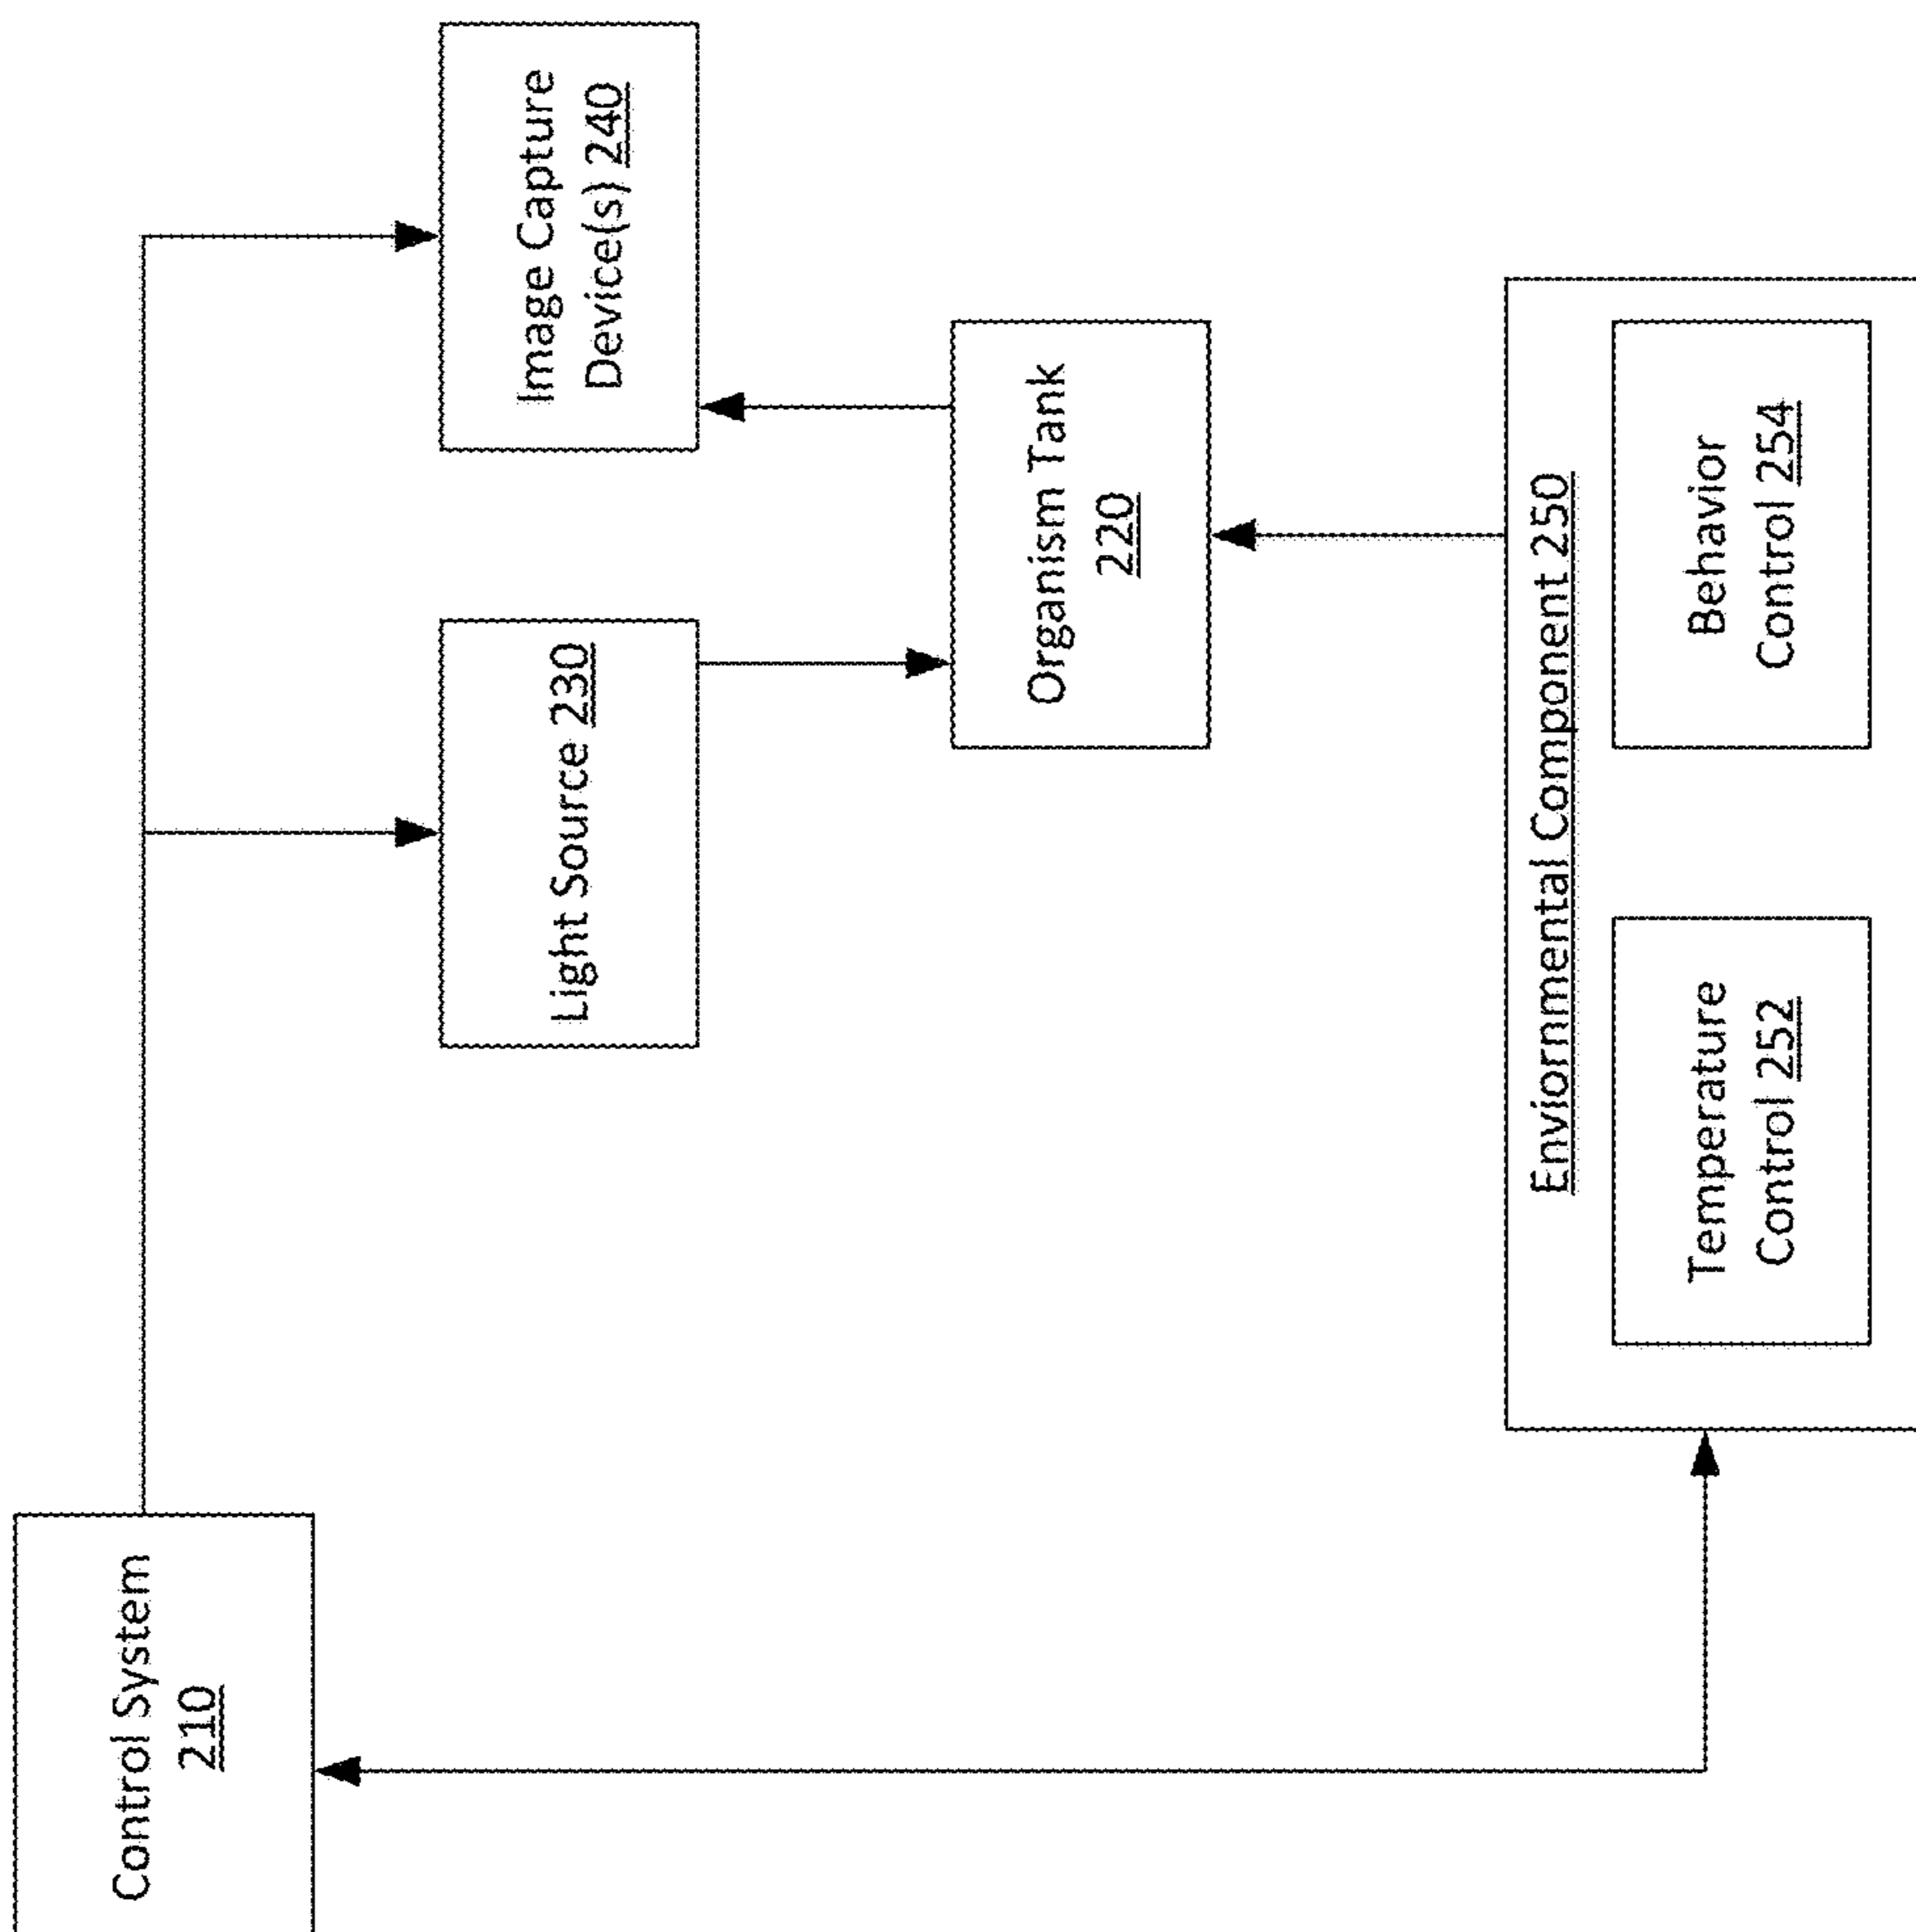 Control System
210
Light Source 230
Image Capture
Device(s) 240
Organism Tank
220
Enviornmental Component 250
Temperature
Control 252
Behavior
Control 254